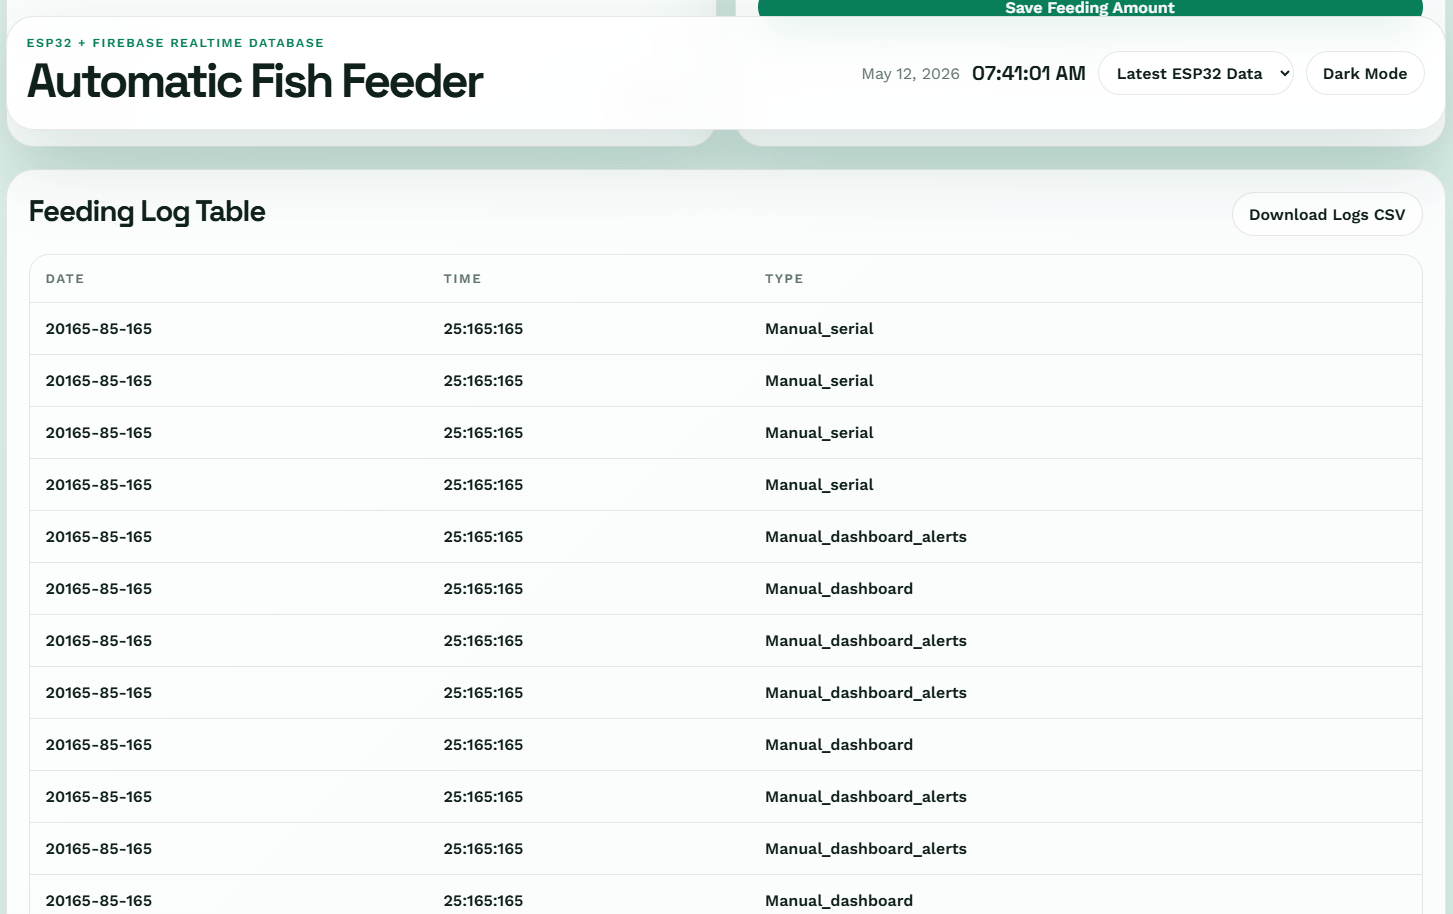 Save Feeding Amount
ESP32 + FIREBASE REALTIME DATABASE
Automatic Fish Feeder
May 12, 2026 07:41:01 AM Latest ESP32 Data Dark Mode
Feeding Log Table
Download Logs CSV
DATE TIME TYPE
20165-85-165 25:165:165 Manual_serial
20165-85-165 25:165:165 Manual_serial
20165-85-165 25:165:165 Manual_serial
20165-85-165 25:165:165 Manual_serial
20165-85-165 25:165:165 Manual_dashboard_alerts
20165-85-165 25:165:165 Manual_dashboard
20165-85-165 25:165:165 Manual_dashboard_alerts
20165-85-165 25:165:165 Manual_dashboard_alerts
20165-85-165 25:165:165 Manual_dashboard
20165-85-165 25:165:165 Manual_dashboard_alerts
20165-85-165 25:165:165 Manual_dashboard_alerts
20165-85-165 25:165:165 Manual_dashboard